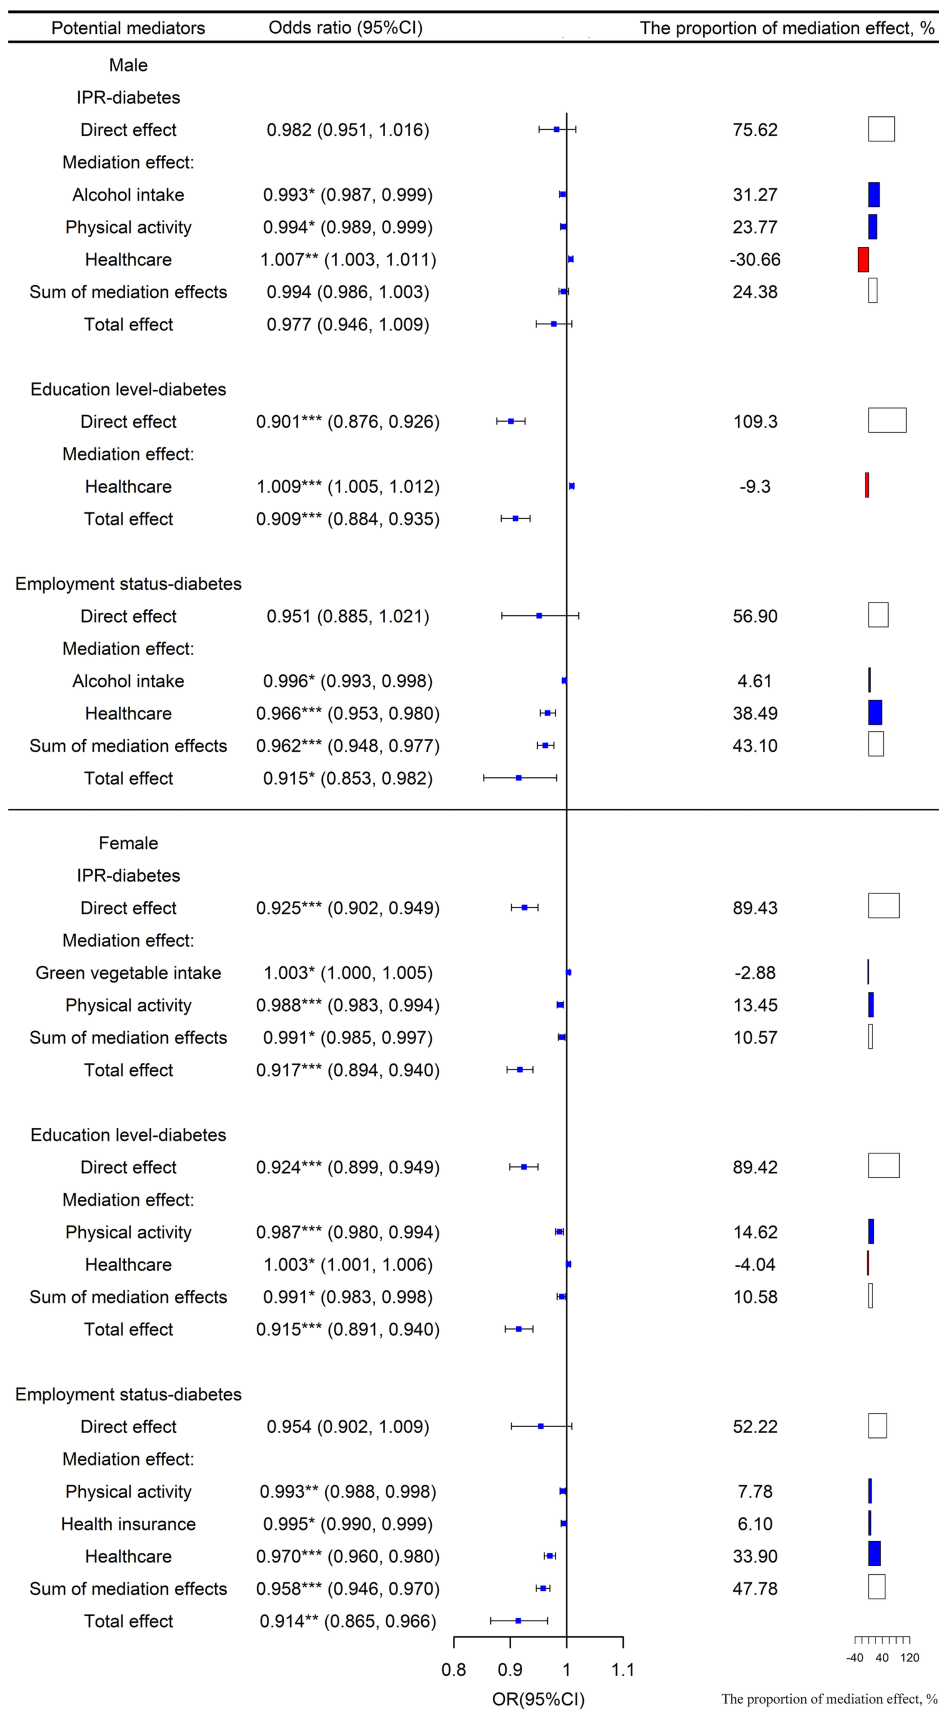 Potential mediators Odds ratio (95%CI) The proportion of mediation effect, %
Male
IPR-diabetes
Direct effect 0.982 (0.951, 1.016) 75.62
Mediation effect:
Alcohol intake 0.993* (0.987, 0.999) 31.27
Physical activity 0.994* (0.989, 0.999) 23.77
Healthcare 1.007** (1.003, 1.011) -30.66
Sum of mediation effects 0.994 (0.986, 1.003) 24.38
Total effect 0.977 (0.946, 1.009)
Education level-diabetes
Direct effect 0.901*** (0.876, 0.926) 109.3
Mediation effect:
Healthcare 1.009*** (1.005, 1.012) -9.3
Total effect 0.909*** (0.884, 0.935)
Employment status-diabetes
Direct effect 0.951 (0.885, 1.021) 56.90
Mediation effect:
Alcohol intake 0.996* (0.993, 0.998) 4.61
Healthcare 0.966*** (0.953, 0.980) 38.49
Sum of mediation effects 0.962*** (0.948, 0.977) 43.10
Total effect 0.915* (0.853, 0.982)
Female
IPR-diabetes
Direct effect 0.925*** (0.902, 0.949) 89.43
Mediation effect:
Green vegetable intake 1.003* (1.000, 1.005) -2.88
Physical activity 0.988*** (0.983, 0.994) 13.45
Sum of mediation effects 0.991* (0.985, 0.997) 10.57
Total effect 0.917*** (0.894, 0.940)
Education level-diabetes
Direct effect 0.924*** (0.899, 0.949) 89.42
Mediation effect:
Physical activity 0.987*** (0.980, 0.994) 14.62
Healthcare 1.003* (1.001, 1.006) -4.04
Sum of mediation effects 0.991* (0.983, 0.998) 10.58
Total effect 0.915*** (0.891, 0.940)
Employment status-diabetes
Direct effect 0.954 (0.902, 1.009) 52.22
Mediation effect:
Physical activity 0.993** (0.988, 0.998) 7.78
Health insurance 0.995* (0.990, 0.999) 6.10
Healthcare 0.970*** (0.960, 0.980) 33.90
Sum of mediation effects 0.958*** (0.946, 0.970) 47.78
Total effect 0.914** (0.865, 0.966)
-40 40 120
0.8 0.9 1 1.1
OR(95%CI) The proportion of mediation effect, %